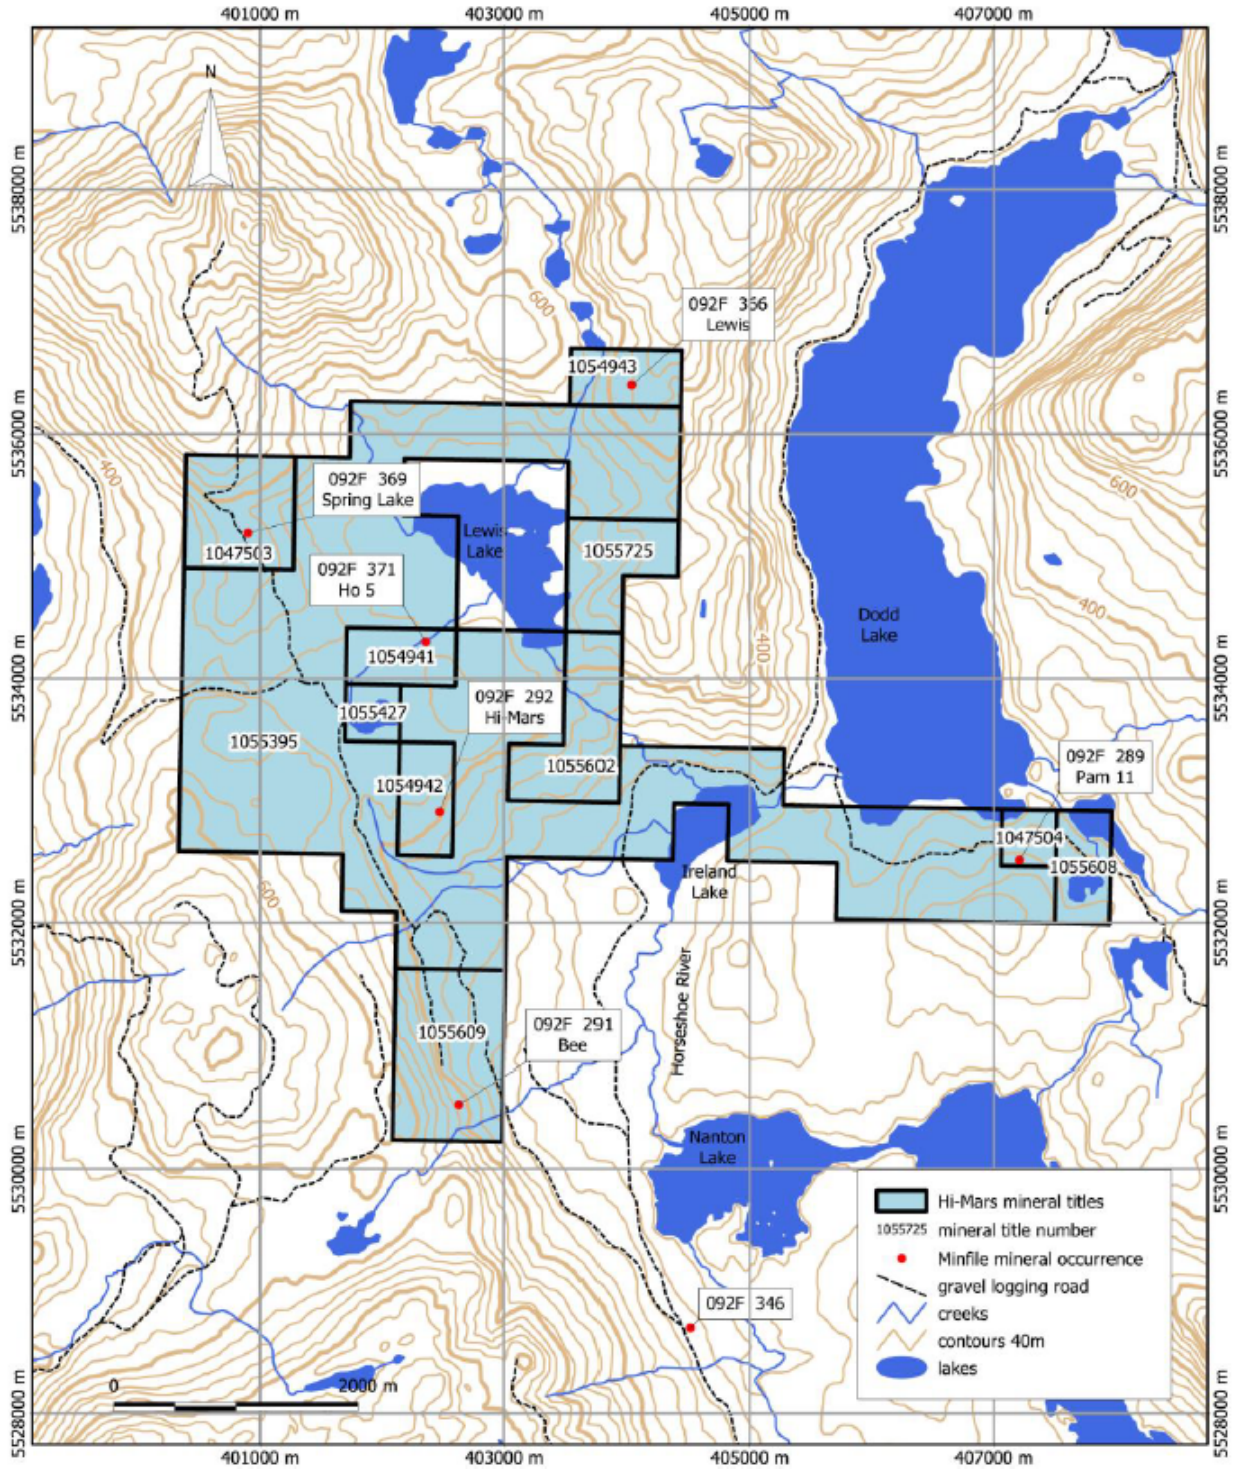 401000 m 403000 m 405000 m 407000 m
N
5538000 m
5538000 m
600
092F 366
Lewis
1054943
5536000 m
5536000 m
400
092F 369
Spring Lake
600
Lewis
Lake
1047503
1055725
092F 371
Ho 5
400
Dodd
Lake
400
1054941
5534000 m
5534000 m
092F 292
Hi-Mars
1055427
1055395
1055602
092F 289
Pam 11
1054942
1047504
1055608
Ireland
Lake
600
5532000 m
5532000 m
Horseshoe River
1055609
092F 291
Bee
Nanton
Lake
5530000 m
5530000 m
Hi-Mars mineral titles
1055725 mineral title number
Minfile mineral occurrence
gravel logging road
creeks
contours 40m
lakes
092F 346
0 2000 m
5528000 m
5528000 m
401000 m 403000 m 405000 m 407000 m